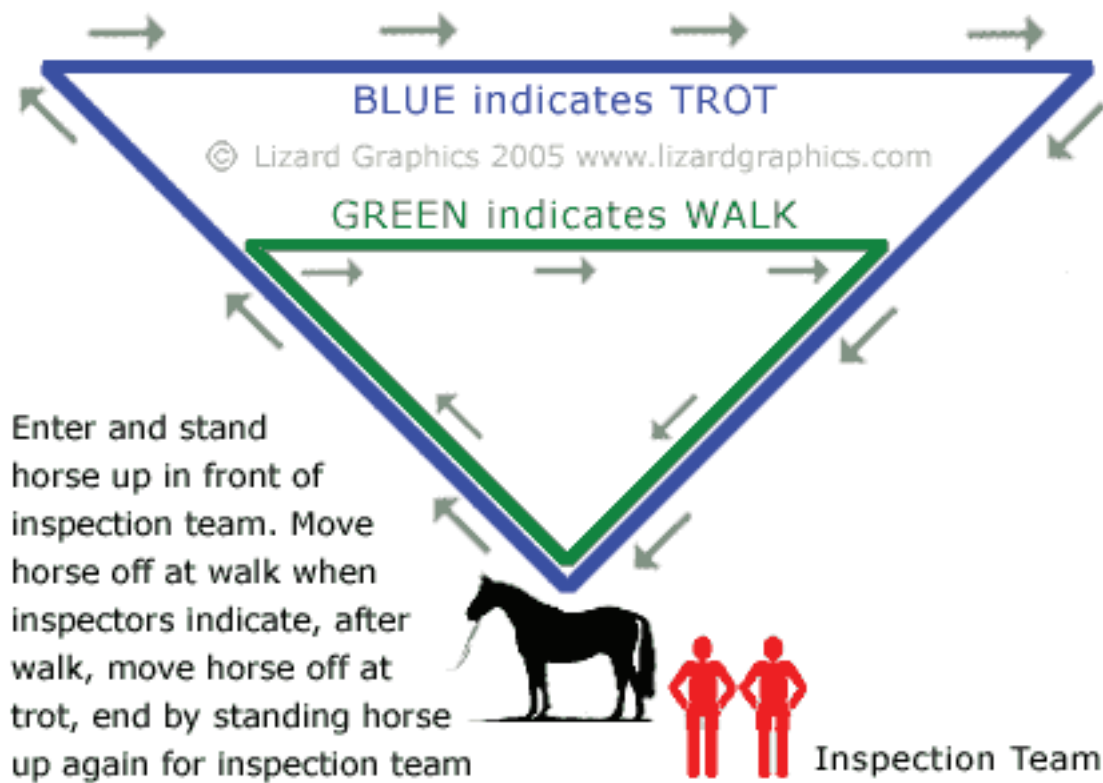 BLUE indicates TROT
© Lizard Graphics 2005 www.lizardgraphics.com
GREEN indicates WALK
Enter and stand
horse up in front of
inspection team. Move
horse off at walk when
inspectors indicate, after
walk, move horse off at
trot, end by standing horse
up again for inspection team
Inspection Team